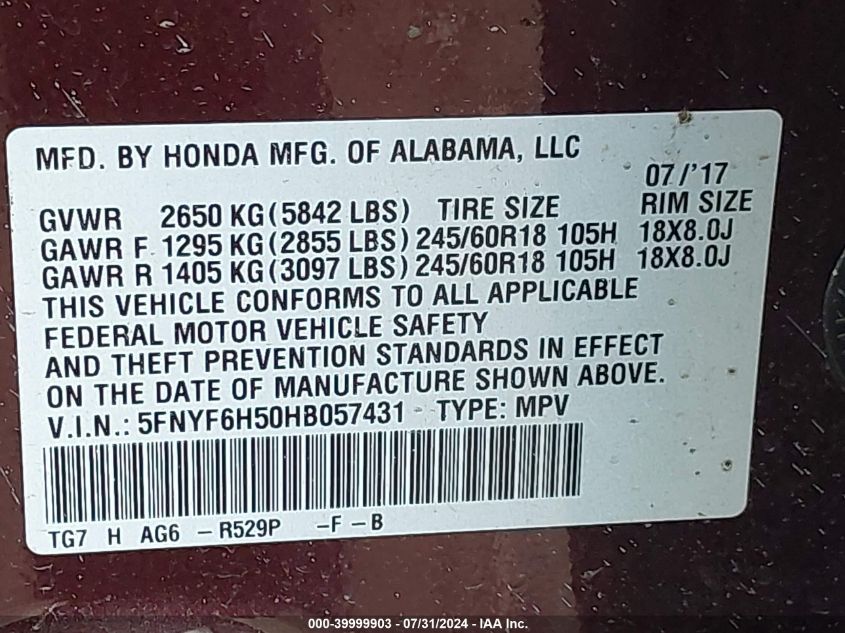 MFD. BY HONDA MFG. OF ALABAMA, LLC
07/'17
GVWR 2650 KG (5842 LBS) TIRE SIZE RIM SIZE
GAWR F 1295 KG (2855 LBS) 245/60R18 105H 18X8.0J
GAWR R 1405 KG (3097 LBS) 245/60R18 105H 18X8.0J
THIS VEHICLE CONFORMS TO ALL APPLICABLE
FEDERAL MOTOR VEHICLE SAFETY
AND THEFT PREVENTION STANDARDS IN EFFECT
ON THE DATE OF MANUFACTURE SHOWN ABOVE.
V.I.N.: 5FNYF6H50HB057431 TYPE: MPV
TG7 H AG6 -R529P -F-B
000-39999903 - 07/31/2024 - IAA Inc.